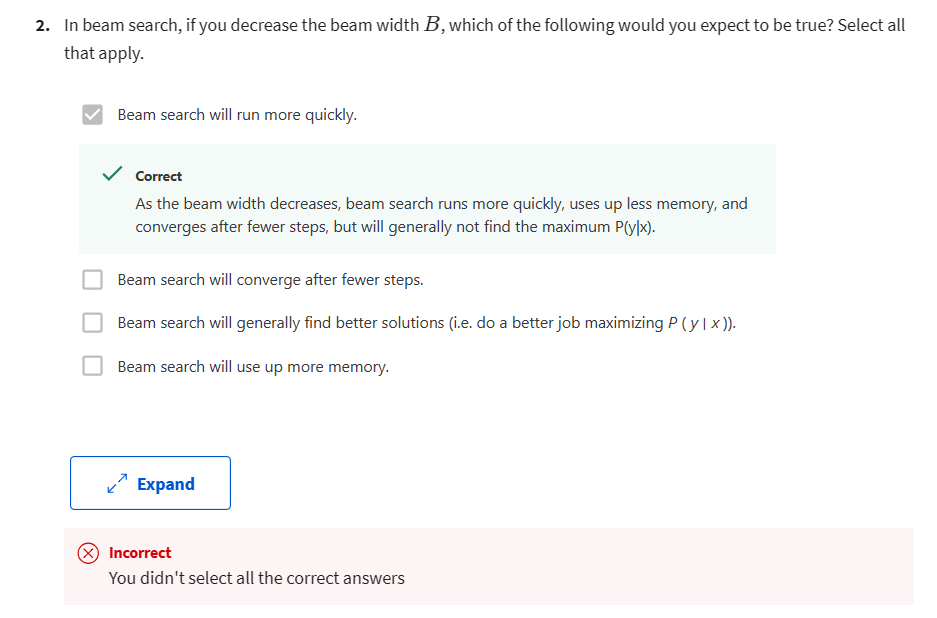 2. In beam search, if you decrease the beam width B, which of the following would you expect to be true? Select all
that apply.
Beam search will run more quickly.
Correct
As the beam width decreases, beam search runs more quickly, uses up less memory, and
converges after fewer steps, but will generally not find the maximum P(y|x).
Beam search will converge after fewer steps.
Beam search will generally find better solutions (i.e. do a better job maximizing P ( y | x )).
Beam search will use up more memory.
Expand
Incorrect
You didn't select all the correct answers